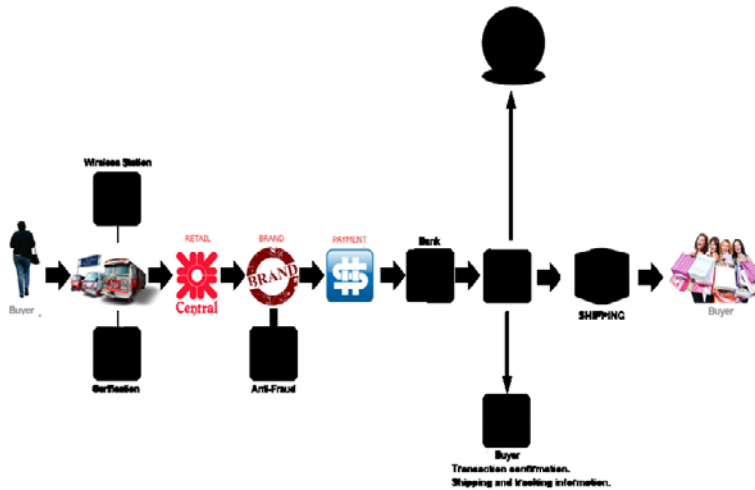 Wireless Station
RETAIL
BRAND
PAYMENT
Bank
BRAND
Central
Buyer
SHIPPING
Buyer
Cerification
Anti-Fraud
Buyer
Transaction confirmation.
Shipping and tracking information.